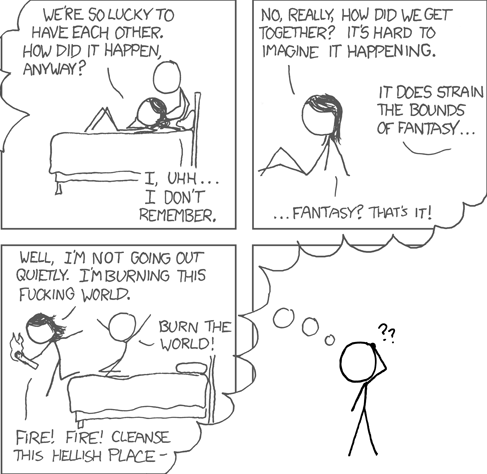 WE'RE SO LUCKY TO
HAVE EACH OTHER.
HOW DID IT HAPPEN,
ANYWAY?
I, UHH...
I DON'T
REMEMBER.
NO, REALLY, HOW DID WE GET
TOGETHER? IT'S HARD TO
IMAGINE IT HAPPENING.
IT DOES STRAIN
THE BOUNDS
OF FANTASY...
...FANTASY? THAT'S IT!
WELL, I'M NOT GOING OUT
QUIETLY. I'M BURNING THIS
FUCKING WORLD.
BURN THE
WORLD!
FIRE! FIRE! CLEANSE
THIS HELLISH PLACE-
??